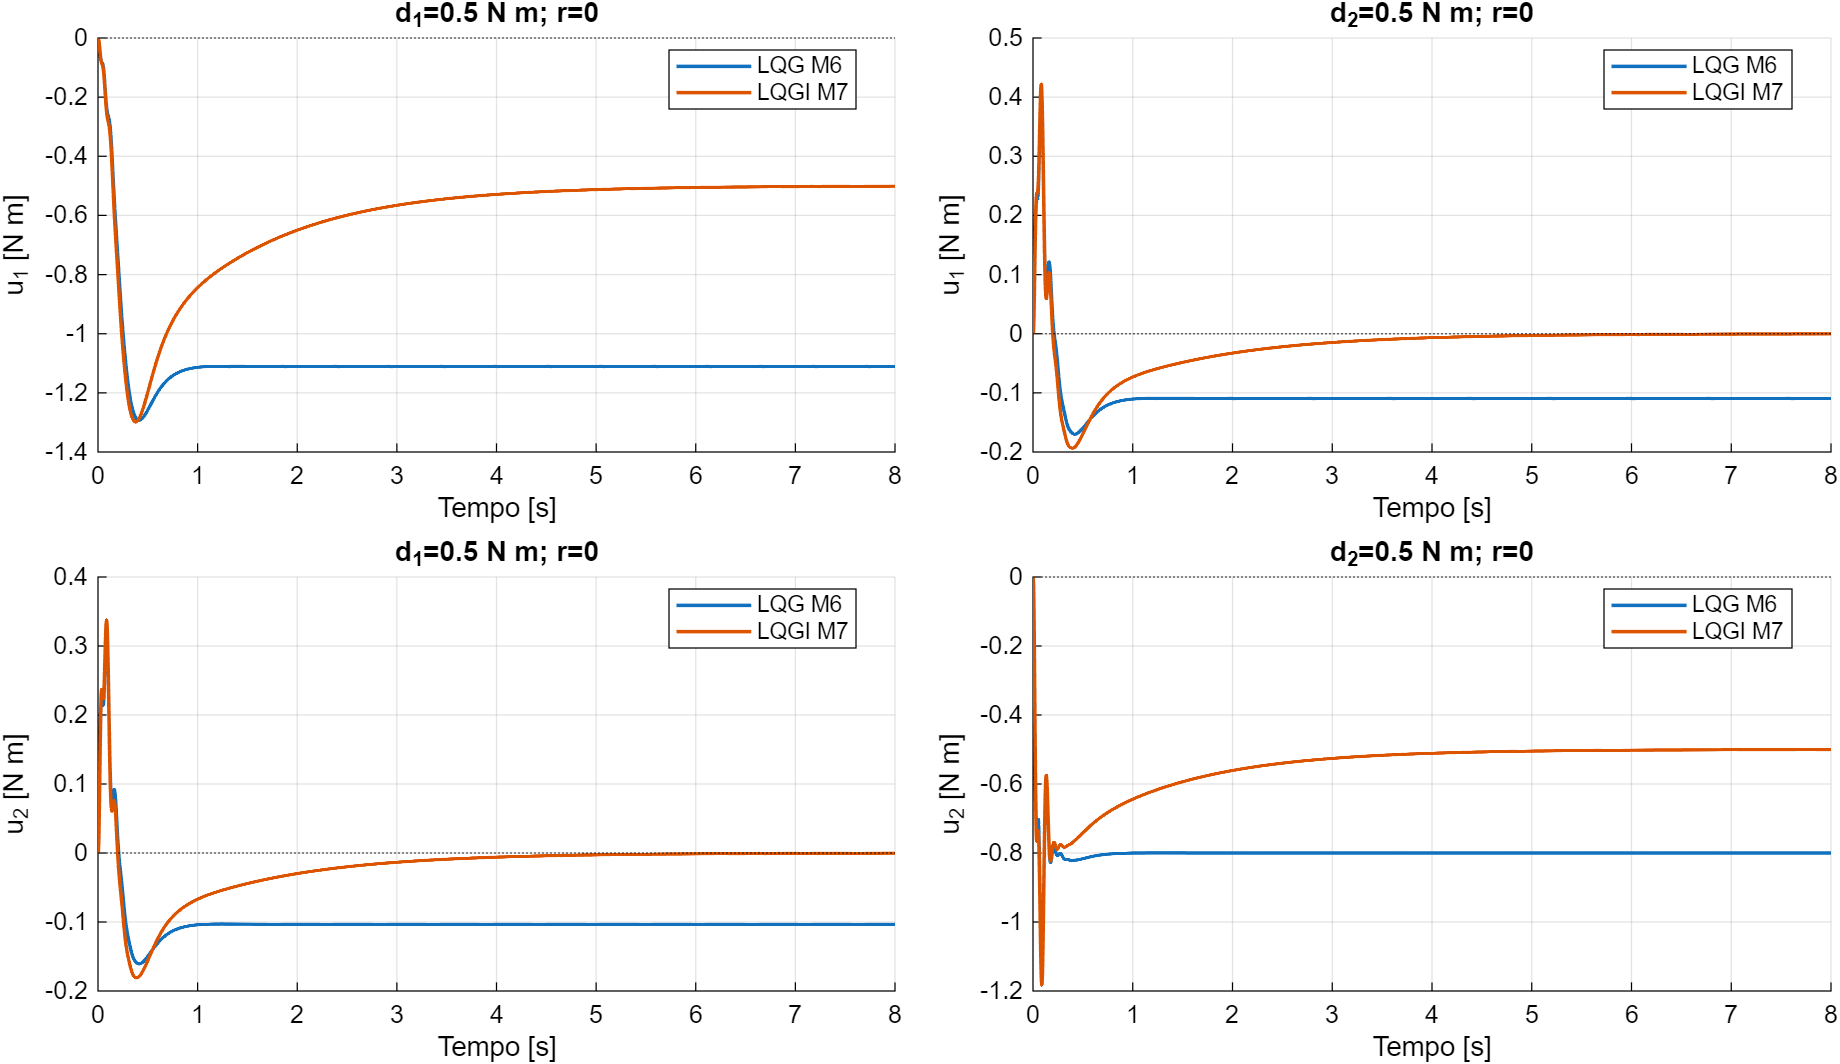 d1=0.5 N m; r=0
0
-0.2
-0.4
-0.6
-0.8
-1
-1.2
-1.4
u1 [N m]
LQG M6
LQGI M7
0 1 2 3 4 5 6 7 8
Tempo [s]
d2=0.5 N m; r=0
0.5
0.4
0.3
0.2
0.1
0
-0.1
-0.2
u1 [N m]
LQG M6
LQGI M7
0 1 2 3 4 5 6 7 8
Tempo [s]
d1=0.5 N m; r=0
0.4
0.3
0.2
0.1
0
-0.1
-0.2
u2 [N m]
LQG M6
LQGI M7
0 1 2 3 4 5 6 7 8
Tempo [s]
d2=0.5 N m; r=0
0
-0.2
-0.4
-0.6
-0.8
-1
-1.2
u2 [N m]
LQG M6
LQGI M7
0 1 2 3 4 5 6 7 8
Tempo [s]